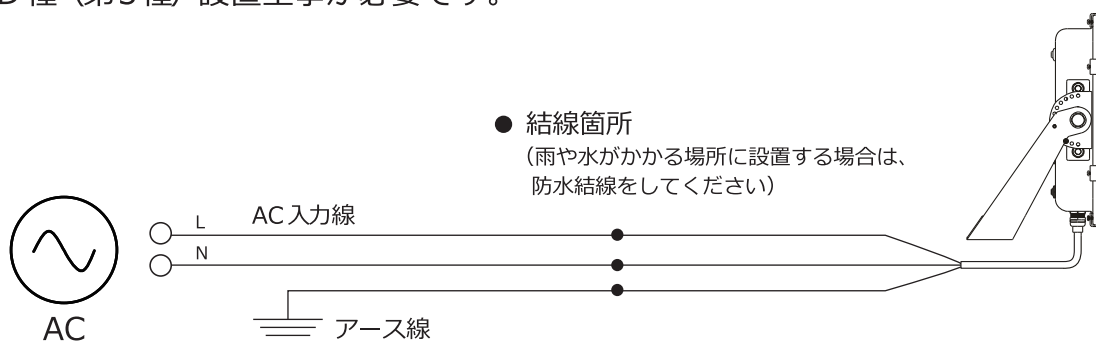 D種（第3種）設置工事が必要です。
● 結線箇所
（雨や水がかかる場所に設置する場合は、
防水結線をしてください）
L
AC入力線
N
アース線
AC